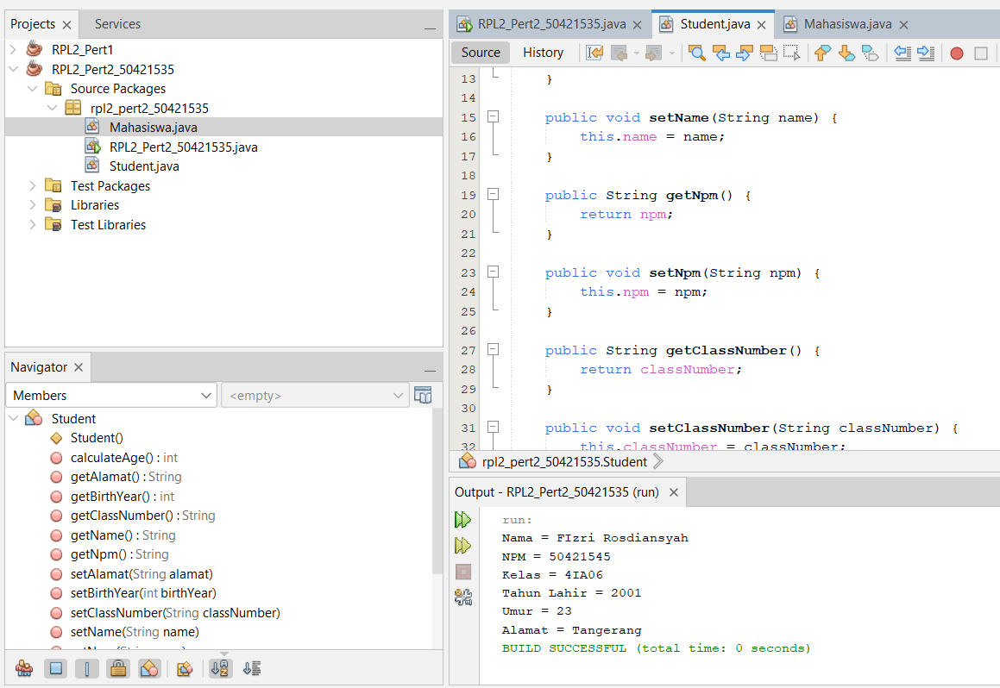 Projects
Services
RPL2_Pert1
RPL2_Pert2_50421535
Source Packages
rpl2_pert2_50421535
Mahasiswa.java
RPL2_Pert2_50421535.java
Student.java
Test Packages
Libraries
Test Libraries
Navigator
Members
<empty>
Student
Student()
calculateAge() : int
getAlamat() : String
getBirthYear() : int
getClassNumber() : String
getName() : String
getNpm() : String
setAlamat(String alamat)
setBirthYear(int birthYear)
setClassNumber(String classNumber)
setName(String name)
RPL2_Pert2_50421535.java
Student.java
Mahasiswa.java
Source
History
13 }
14
15 public void setName(String name) {
16 this.name = name;
17 }
18
19 public String getNpm() {
20 return npm;
21 }
22
23 public void setNpm(String npm) {
24 this.npm = npm;
25 }
26
27 public String getClassNumber() {
28 return classNumber;
29 }
30
31 public void setClassNumber(String classNumber) {
32 this.classNumber = classNumber;
rpl2_pert2_50421535.Student
Output - RPL2_Pert2_50421535 (run)
run:
Nama = FIzri Rosdiansyah
NPM = 50421545
Kelas = 4IA06
Tahun Lahir = 2001
Umur = 23
Alamat = Tangerang
BUILD SUCCESSFUL (total time: 0 seconds)